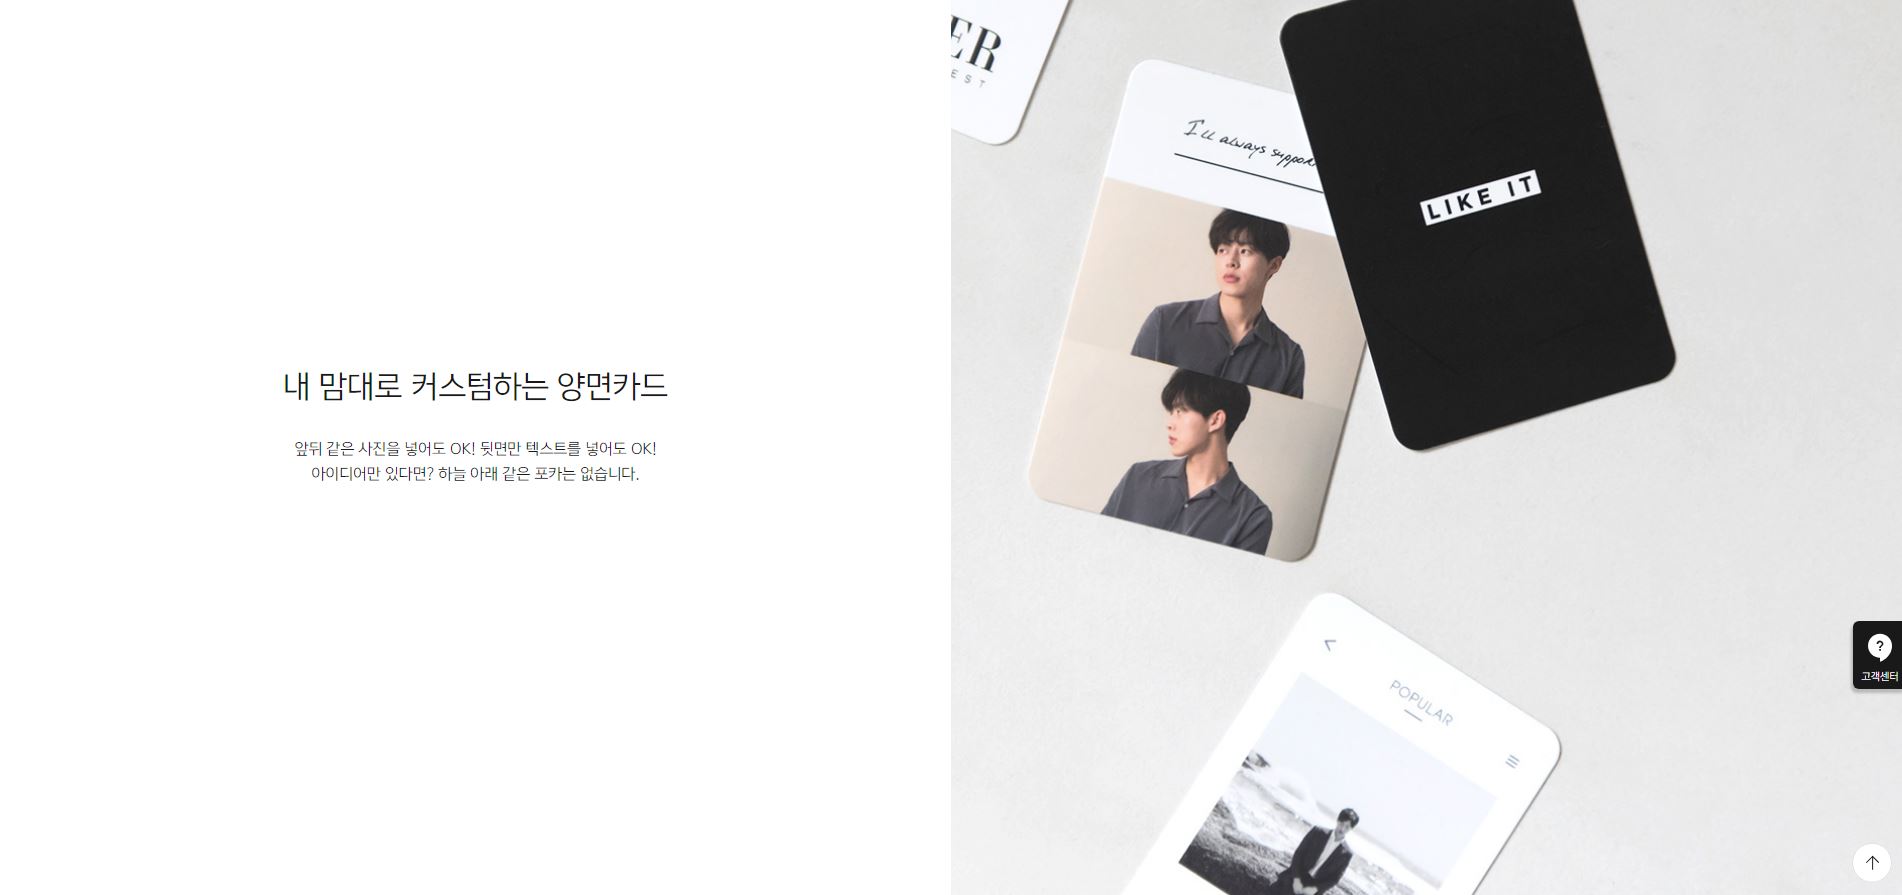 내 맘대로 커스텀하는 양면카드
앞뒤 같은 사진을 넣어도 OK! 뒷면만 텍스트를 넣어도 OK!
아이디어만 있다면? 하늘 아래 같은 포카는 없습니다.
I'll always support
LIKE IT
POPULAR
고객센터